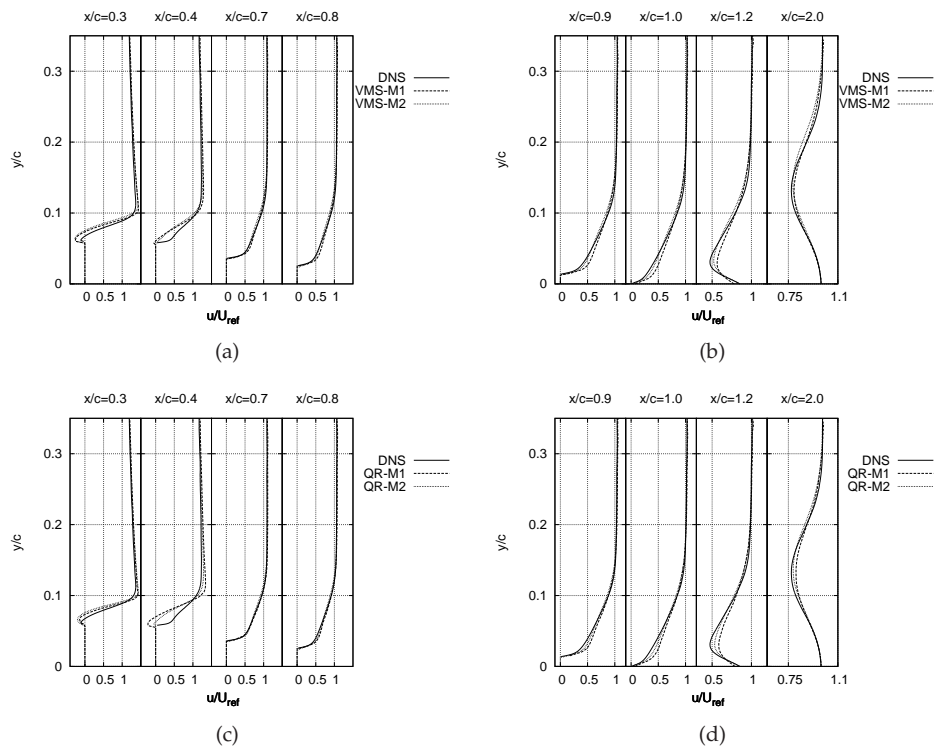 x/c=0.3 x/c=0.4 x/c=0.7 x/c=0.8
0.3
0.2
0.1
0
y/c
DNS
VMS-M1
VMS-M2
0 0.5 1 0 0.5 1 0 0.5 1 0 0.5 1
u/U_ref
(a)
x/c=0.9 x/c=1.0 x/c=1.2 x/c=2.0
0.3
0.2
0.1
0
y/c
DNS
VMS-M1
VMS-M2
0 0.5 1 0 0.5 1 0.5 1 0.75 1.1
u/U_ref
(b)
x/c=0.3 x/c=0.4 x/c=0.7 x/c=0.8
0.3
0.2
0.1
0
y/c
DNS
QR-M1
QR-M2
0 0.5 1 0 0.5 1 0 0.5 1 0 0.5 1
u/U_ref
(c)
x/c=0.9 x/c=1.0 x/c=1.2 x/c=2.0
0.3
0.2
0.1
0
y/c
DNS
QR-M1
QR-M2
0 0.5 1 0 0.5 1 0.5 1 0.75 1.1
u/U_ref
(d)